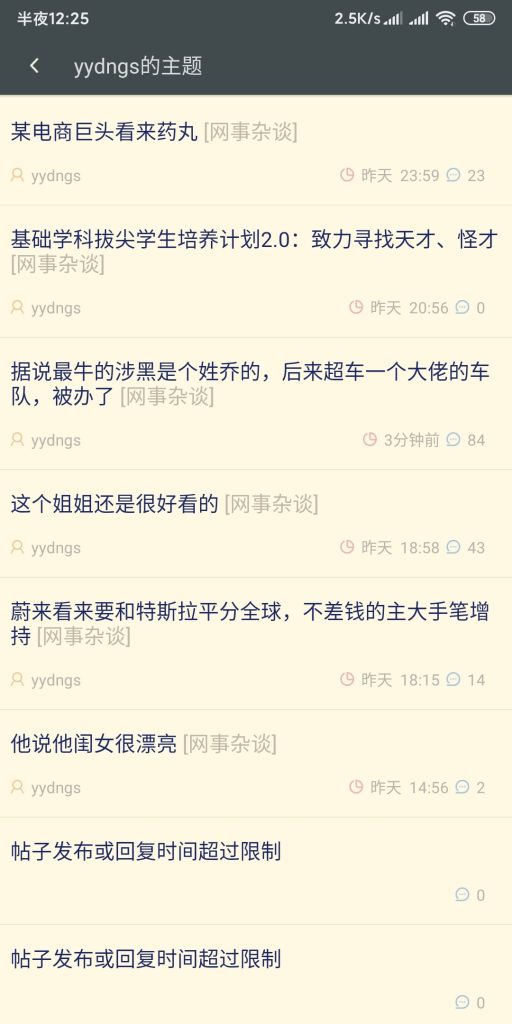 半夜12:25
2.5K/s
58
yydngs的主题
某电商巨头看来药丸 [网事杂谈]
yydngs 昨天 23:59 23
基础学科拔尖学生培养计划2.0：致力寻找天才、怪才
[网事杂谈]
yydngs 昨天 20:56 0
据说最牛的涉黑是个姓乔的，后来超车一个大佬的车
队，被办了 [网事杂谈]
yydngs 3分钟前 84
这个姐姐还是很好看的 [网事杂谈]
yydngs 昨天 18:58 43
蔚来看来要和特斯拉平分全球，不差钱的主大手笔增
持 [网事杂谈]
yydngs 昨天 18:15 14
他说他闺女很漂亮 [网事杂谈]
yydngs 昨天 14:56 2
帖子发布或回复时间超过限制
0
帖子发布或回复时间超过限制
0